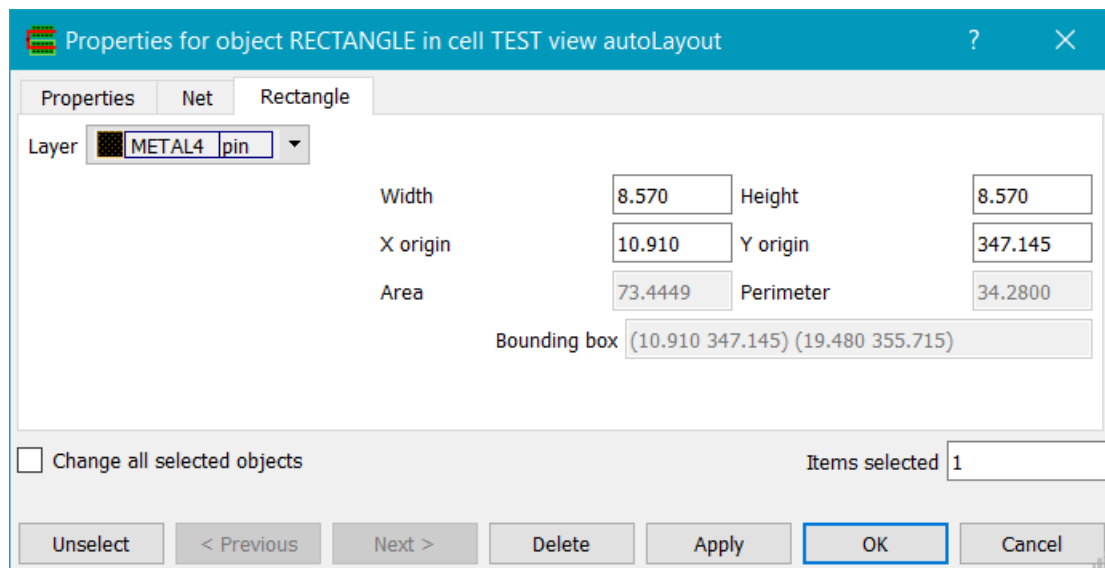 Properties for object RECTANGLE in cell TEST view autoLayout ?
Properties Net Rectangle
Layer METAL4 pin
Width 8.570 Height 8.570
X origin 10.910 Y origin 347.145
Area 73.4449 Perimeter 34.2800
Bounding box (10.910 347.145) (19.480 355.715)
Change all selected objects Items selected 1
Unselect < Previous Next > Delete Apply OK Cancel